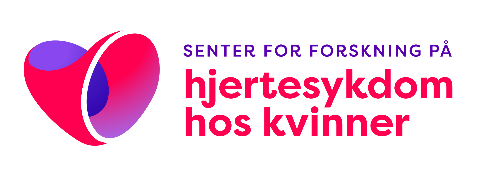 SENTER FOR FORSKNING PÅ
hjertesykdom
hos kvinner